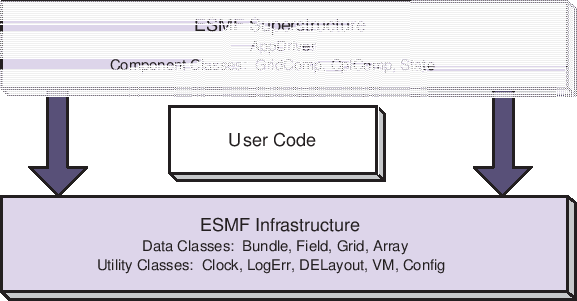 ESMF Superstructure
AppDriver
Component Classes: GridComp, CplComp, State
User Code
ESMF Infrastructure
Data Classes: Bundle, Field, Grid, Array
Utility Classes: Clock, LogErr, DELayout, VM, Config